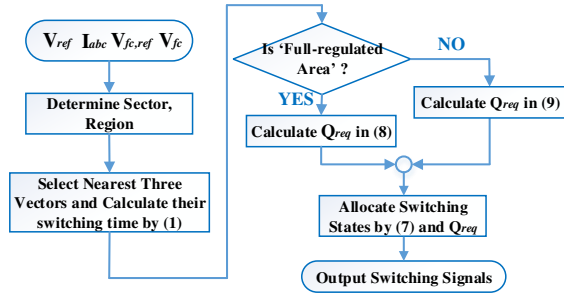 Vref Iabc Vfc,ref Vfc
Determine Sector,
Region
Select Nearest Three
Vectors and Calculate their
switching time by (1)
Is ‘Full-regulated
Area’ ?
YES
NO
Calculate Qreq in (8)
Calculate Qreq in (9)
Allocate Switching
States by (7) and Qreq
Output Switching Signals